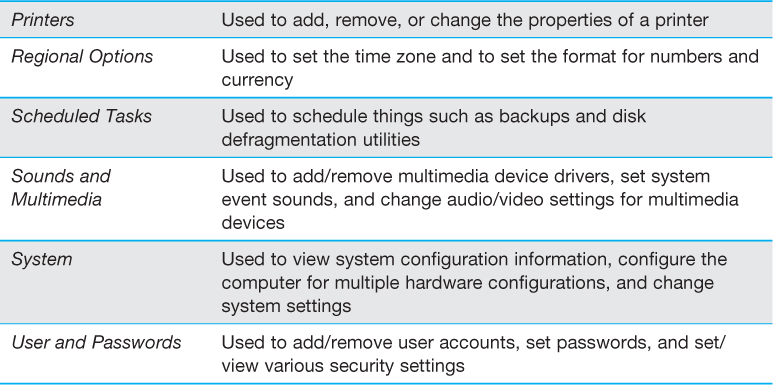 Printers Used to add, remove, or change the properties of a printer
Regional Options Used to set the time zone and to set the format for numbers and
currency
Scheduled Tasks Used to schedule things such as backups and disk
defragmentation utilities
Sounds and Used to add/remove multimedia device drivers, set system
Multimedia event sounds, and change audio/video settings for multimedia
devices
System Used to view system configuration information, configure the
computer for multiple hardware configurations, and change
system settings
User and Passwords Used to add/remove user accounts, set passwords, and set/
view various security settings